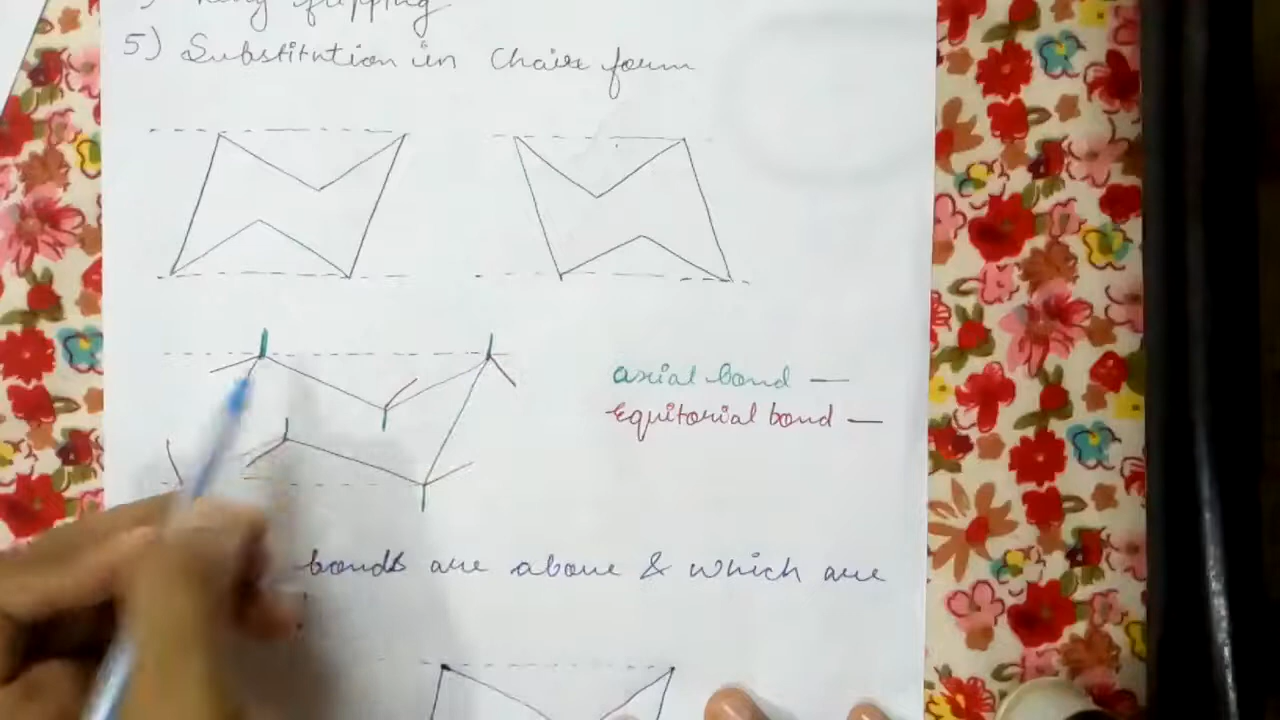 5) Substitution in Chair form
axial bond —
Equitorial bond —
bonds are above & which are